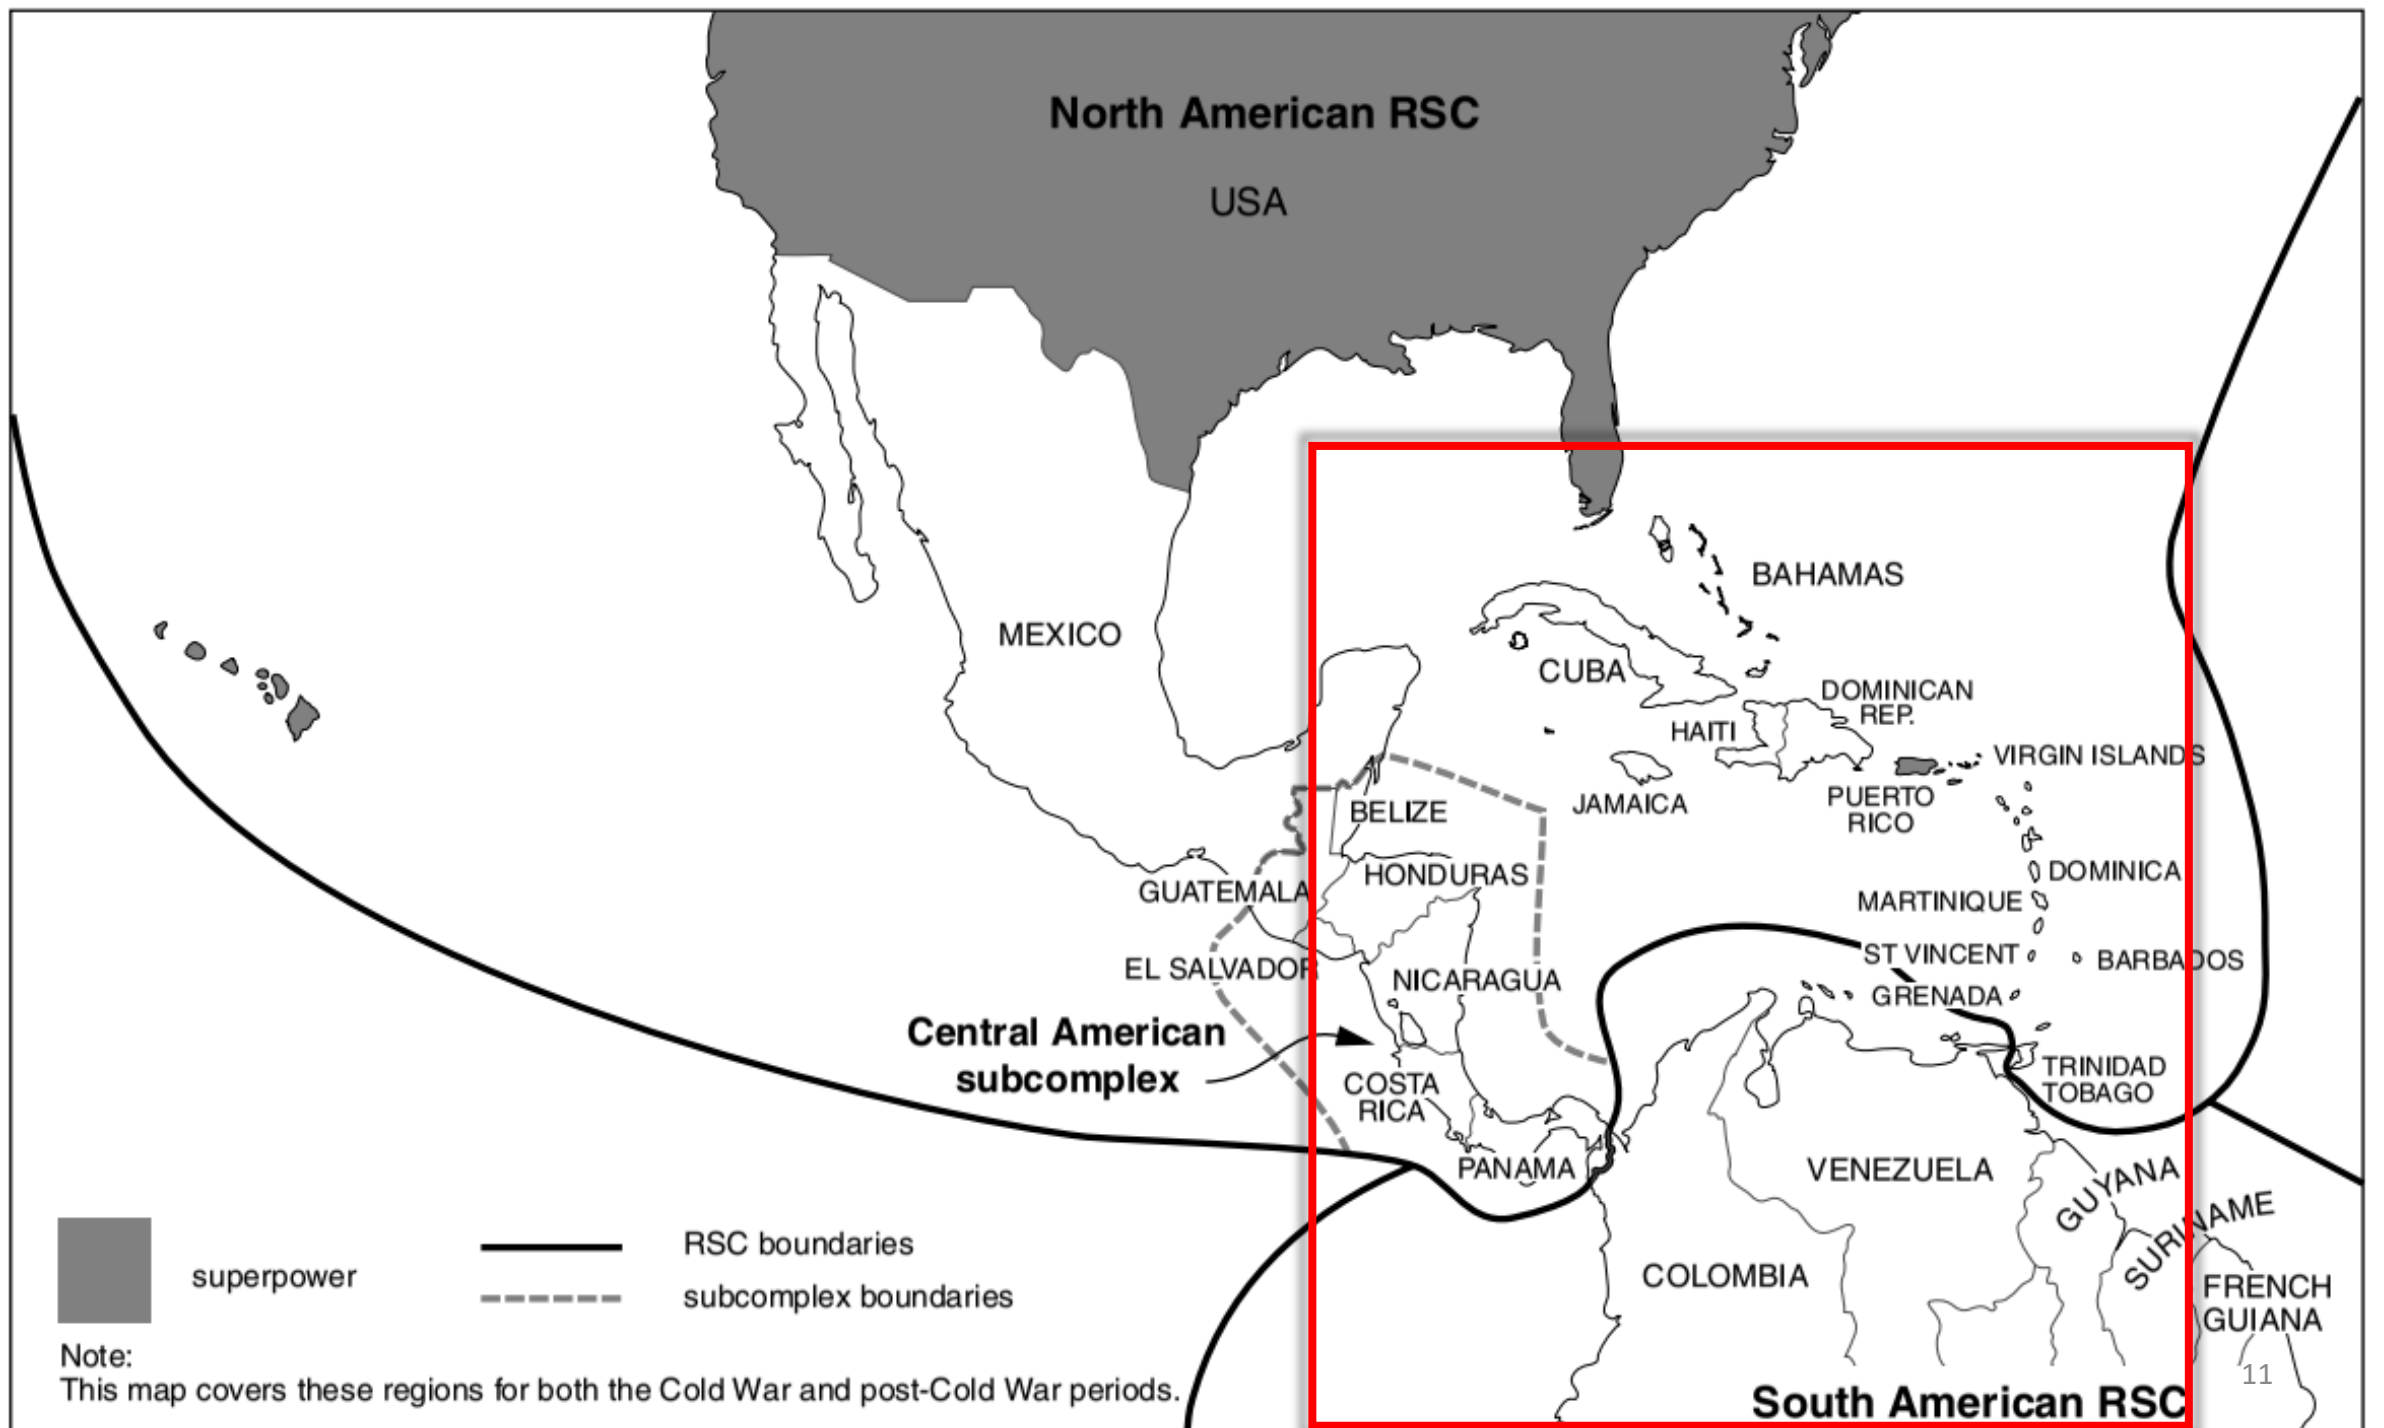 North American RSC
USA
MEXICO
BAHAMAS
CUBA
DOMINICAN
REP.
HAITI
VIRGIN ISLANDS
JAMAICA
PUERTO
RICO
BELIZE
DOMINICA
HONDURAS
GUATEMALA
MARTINIQUE
ST VINCENT
BARBADOS
EL SALVADOR
NICARAGUA
GRENADA
Central American
subcomplex
COSTA
RICA
TRINIDAD
TOBAGO
PANAMA
VENEZUELA
GUYANA
SURINAME
COLOMBIA
FRENCH
GUIANA
superpower
RSC boundaries
subcomplex boundaries
Note:
This map covers these regions for both the Cold War and post-Cold War periods.
11
South American RSC